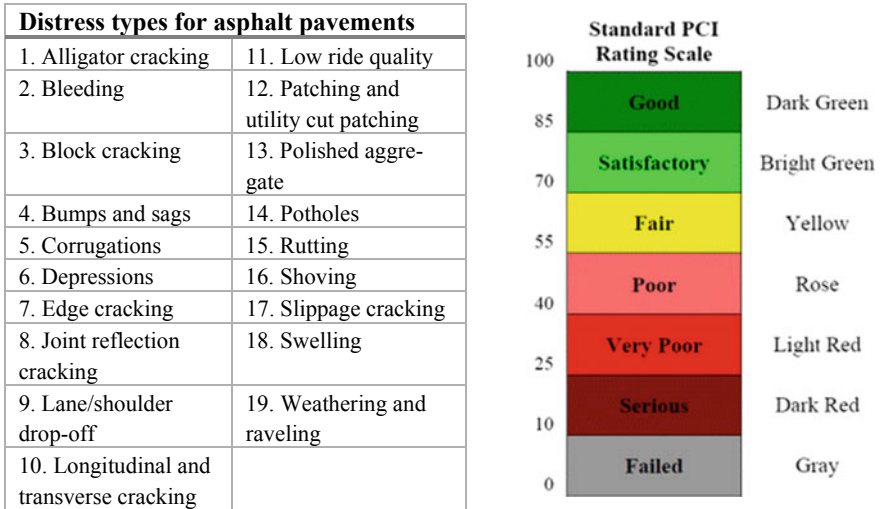 Distress types for asphalt pavements
1. Alligator cracking
11. Low ride quality
2. Bleeding
12. Patching and
utility cut patching
3. Block cracking
13. Polished aggre-
gate
4. Bumps and sags
14. Potholes
5. Corrugations
15. Rutting
6. Depressions
16. Shoving
7. Edge cracking
17. Slippage cracking
8. Joint reflection
cracking
18. Swelling
9. Lane/shoulder
drop-off
19. Weathering and
raveling
10. Longitudinal and
transverse cracking
Standard PCI
Rating Scale
100
Good
Dark Green
85
Satisfactory
Bright Green
70
Fair
Yellow
55
Poor
Rose
40
Very Poor
Light Red
25
Serious
Dark Red
10
Failed
Gray
0